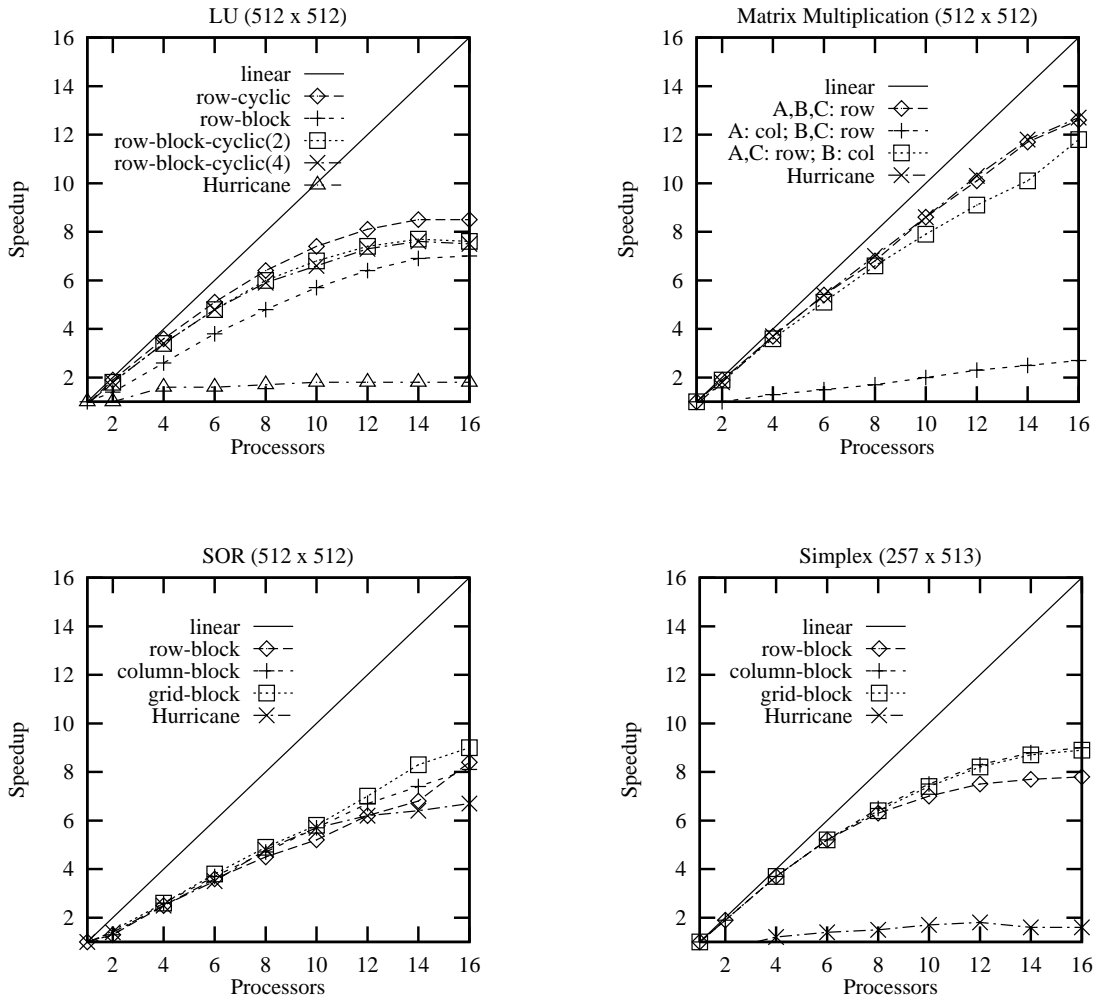 LU (512 x 512)
16
14
12
10
8
6
4
2
Speedup
linear
row-cyclic
row-block
row-block-cyclic(2)
row-block-cyclic(4)
Hurricane
2 4 6 8 10 12 14 16
Processors
Matrix Multiplication (512 x 512)
16
14
12
10
8
6
4
2
Speedup
linear
A,B,C: row
A: col; B,C: row
A,C: row; B: col
Hurricane
2 4 6 8 10 12 14 16
Processors
SOR (512 x 512)
16
14
12
10
8
6
4
2
Speedup
linear
row-block
column-block
grid-block
Hurricane
2 4 6 8 10 12 14 16
Processors
Simplex (257 x 513)
16
14
12
10
8
6
4
2
Speedup
linear
row-block
column-block
grid-block
Hurricane
2 4 6 8 10 12 14 16
Processors